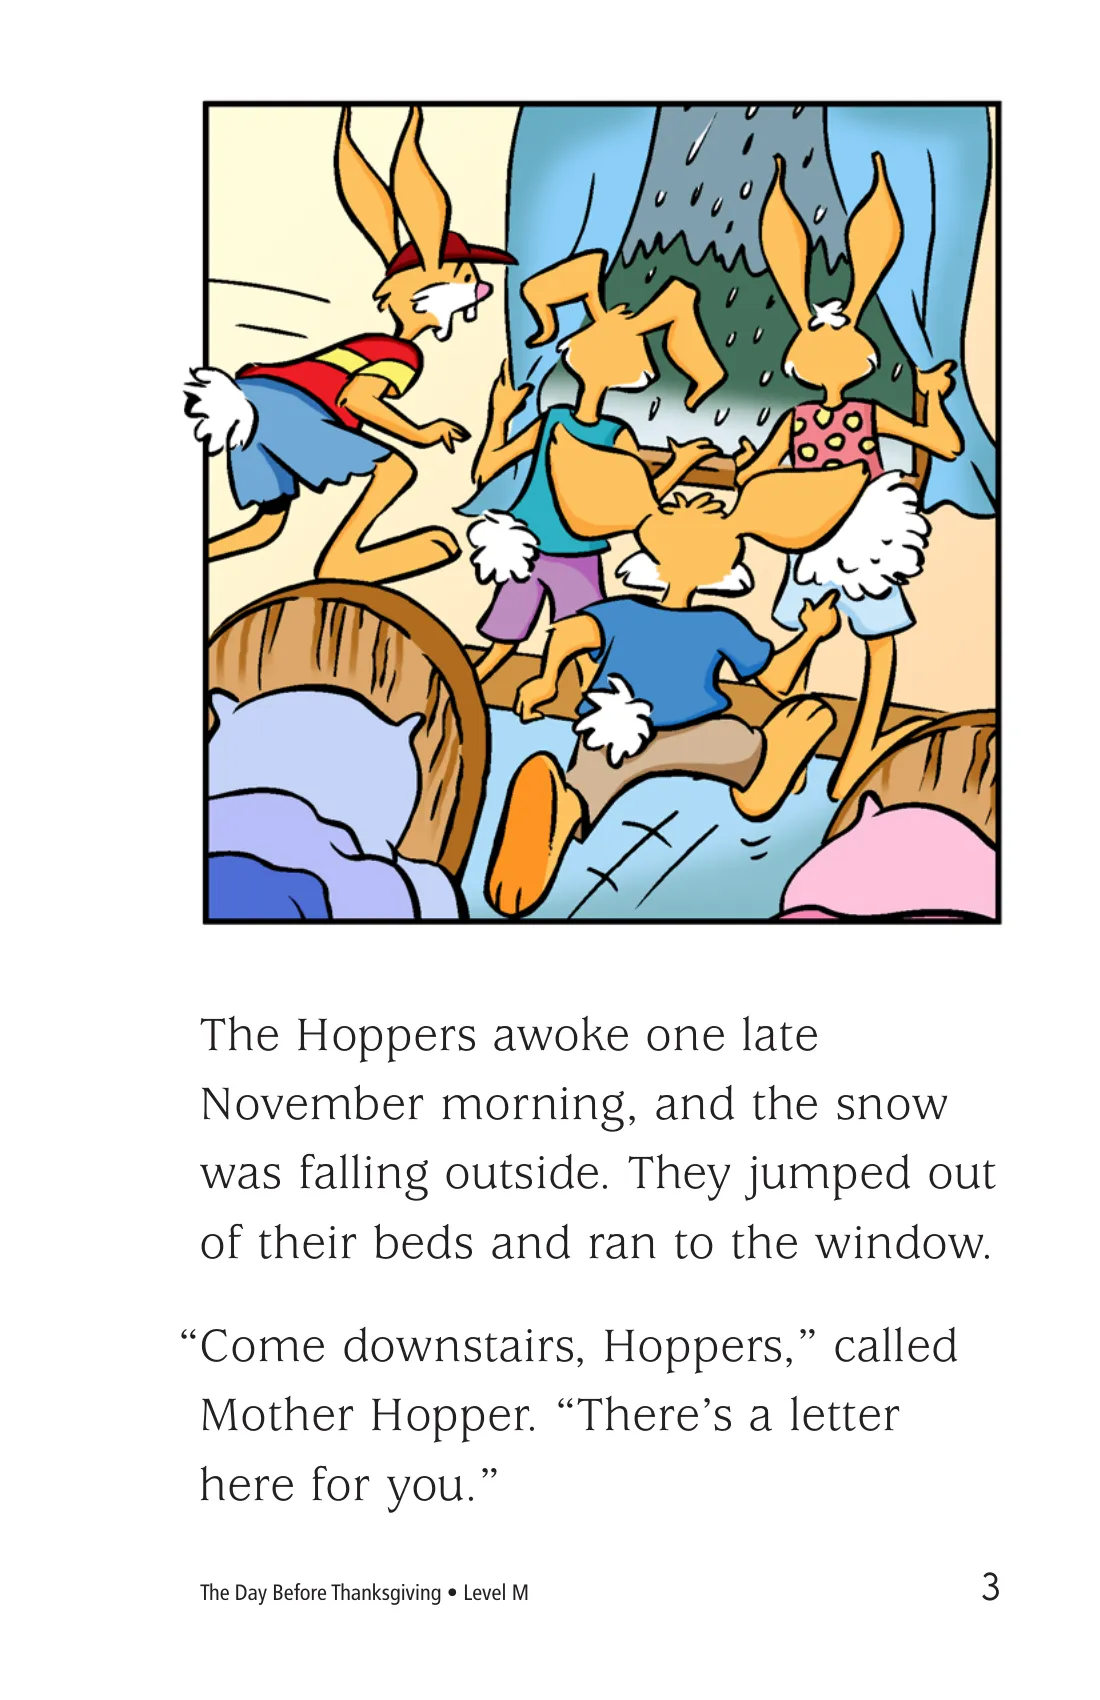 The Hoppers awoke one late
November morning, and the snow
was falling outside. They jumped out
of their beds and ran to the window.
“Come downstairs, Hoppers,” called
Mother Hopper. “There’s a letter
here for you.”
The Day Before Thanksgiving • Level M 3